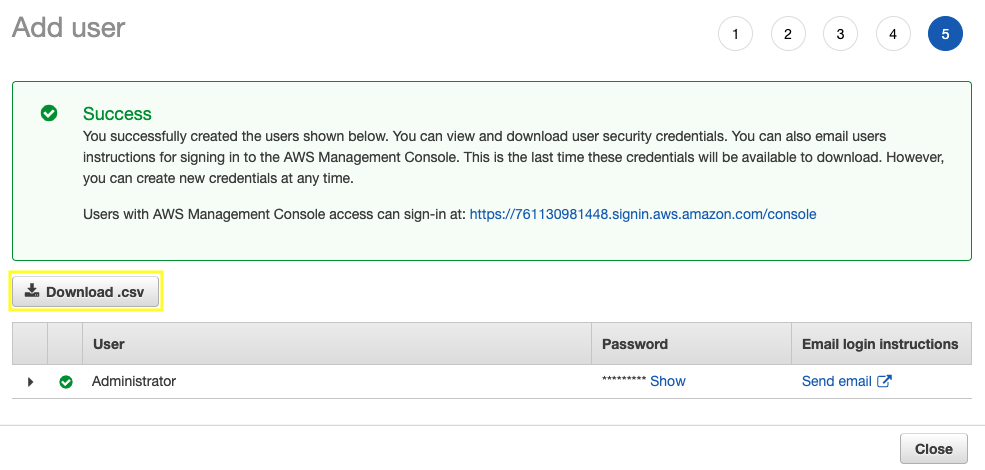 Add user
1 2 3 4 5
Success
You successfully created the users shown below. You can view and download user security credentials. You can also email users
instructions for signing in to the AWS Management Console. This is the last time these credentials will be available to download. However,
you can create new credentials at any time.
Users with AWS Management Console access can sign-in at: https://761130981448.signin.aws.amazon.com/console
Download .csv
User Password Email login instructions
Administrator ********* Show Send email
Close